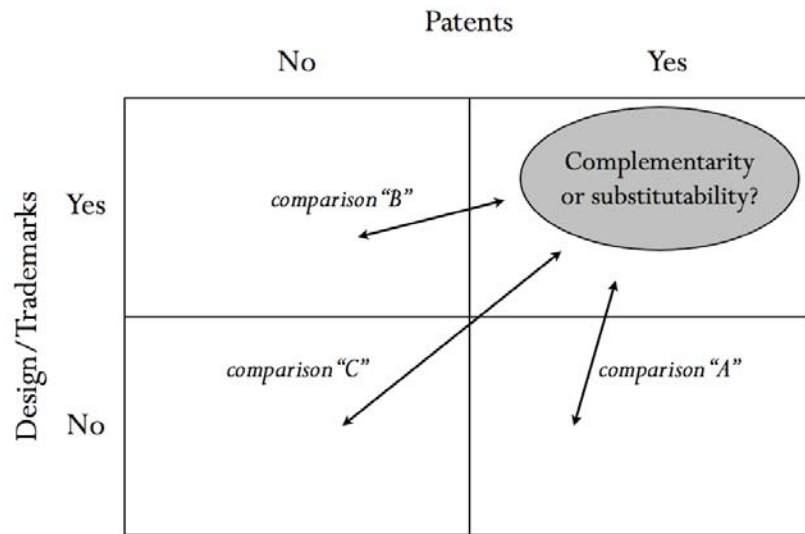 Patents
No
Yes
Design/Trademarks
Yes
comparison "B"
Complementarity
or substitutability?
No
comparison "C"
comparison "A"